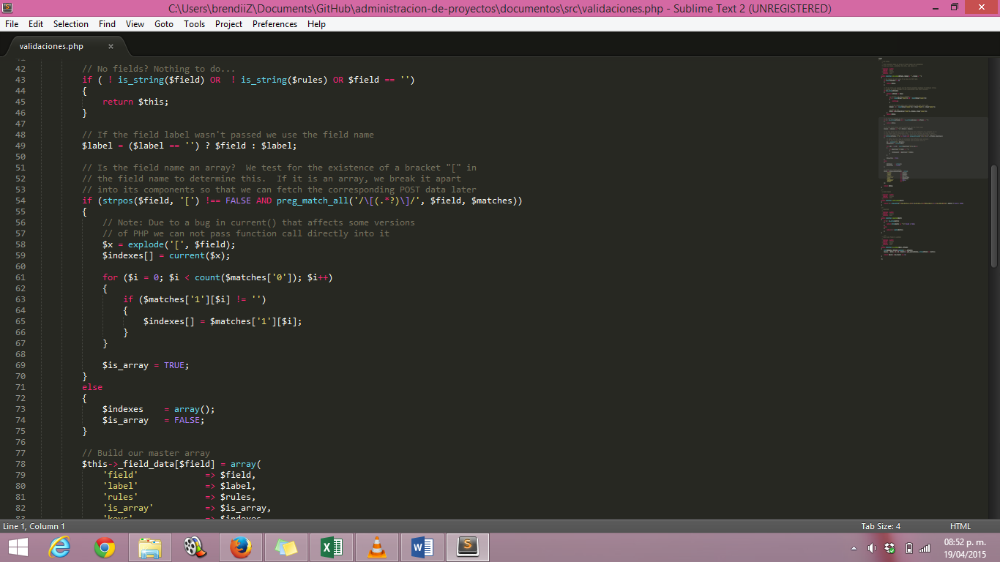 C:\Users\brendiiZ\Documents\GitHub\administracion-de-proyectos\documentos\src\validaciones.php - Sublime Text 2 (UNREGISTERED)
File Edit Selection Find View Goto Tools Project Preferences Help
validaciones.php
42 // No fields? Nothing to do...
43 if ( ! is_string($field) OR  ! is_string($rules) OR $field == '')
44 {
45     return $this;
46 }
47
48 // If the field label wasn't passed we use the field name
49 $label = ($label == '') ? $field : $label;
50
51 // Is the field name an array?  We test for the existence of a bracket "[" in
52 // the field name to determine this.  If it is an array, we break it apart
53 // into its components so that we can fetch the corresponding POST data later
54 if (strpos($field, '[') !== FALSE AND preg_match_all('/\[(.*?)\]/', $field, $matches))
55 {
56     // Note: Due to a bug in current() that affects some versions
57     // of PHP we can not pass function call directly into it
58     $x = explode('[', $field);
59     $indexes[] = current($x);
60
61     for ($i = 0; $i < count($matches['0']); $i++)
62     {
63         if ($matches['1'][$i] != '')
64         {
65             $indexes[] = $matches['1'][$i];
66         }
67     }
68
69     $is_array = TRUE;
70 }
71 else
72 {
73     $indexes    = array();
74     $is_array   = FALSE;
75 }
76
77 // Build our master array
78 $this->_field_data[$field] = array(
79     'field'             => $field,
80     'label'             => $label,
81     'rules'             => $rules,
82     'is_array'          => $is_array,
83     'keys'              => $indexes
Line 1, Column 1 Tab Size: 4 HTML
08:52 p. m.
19/04/2015